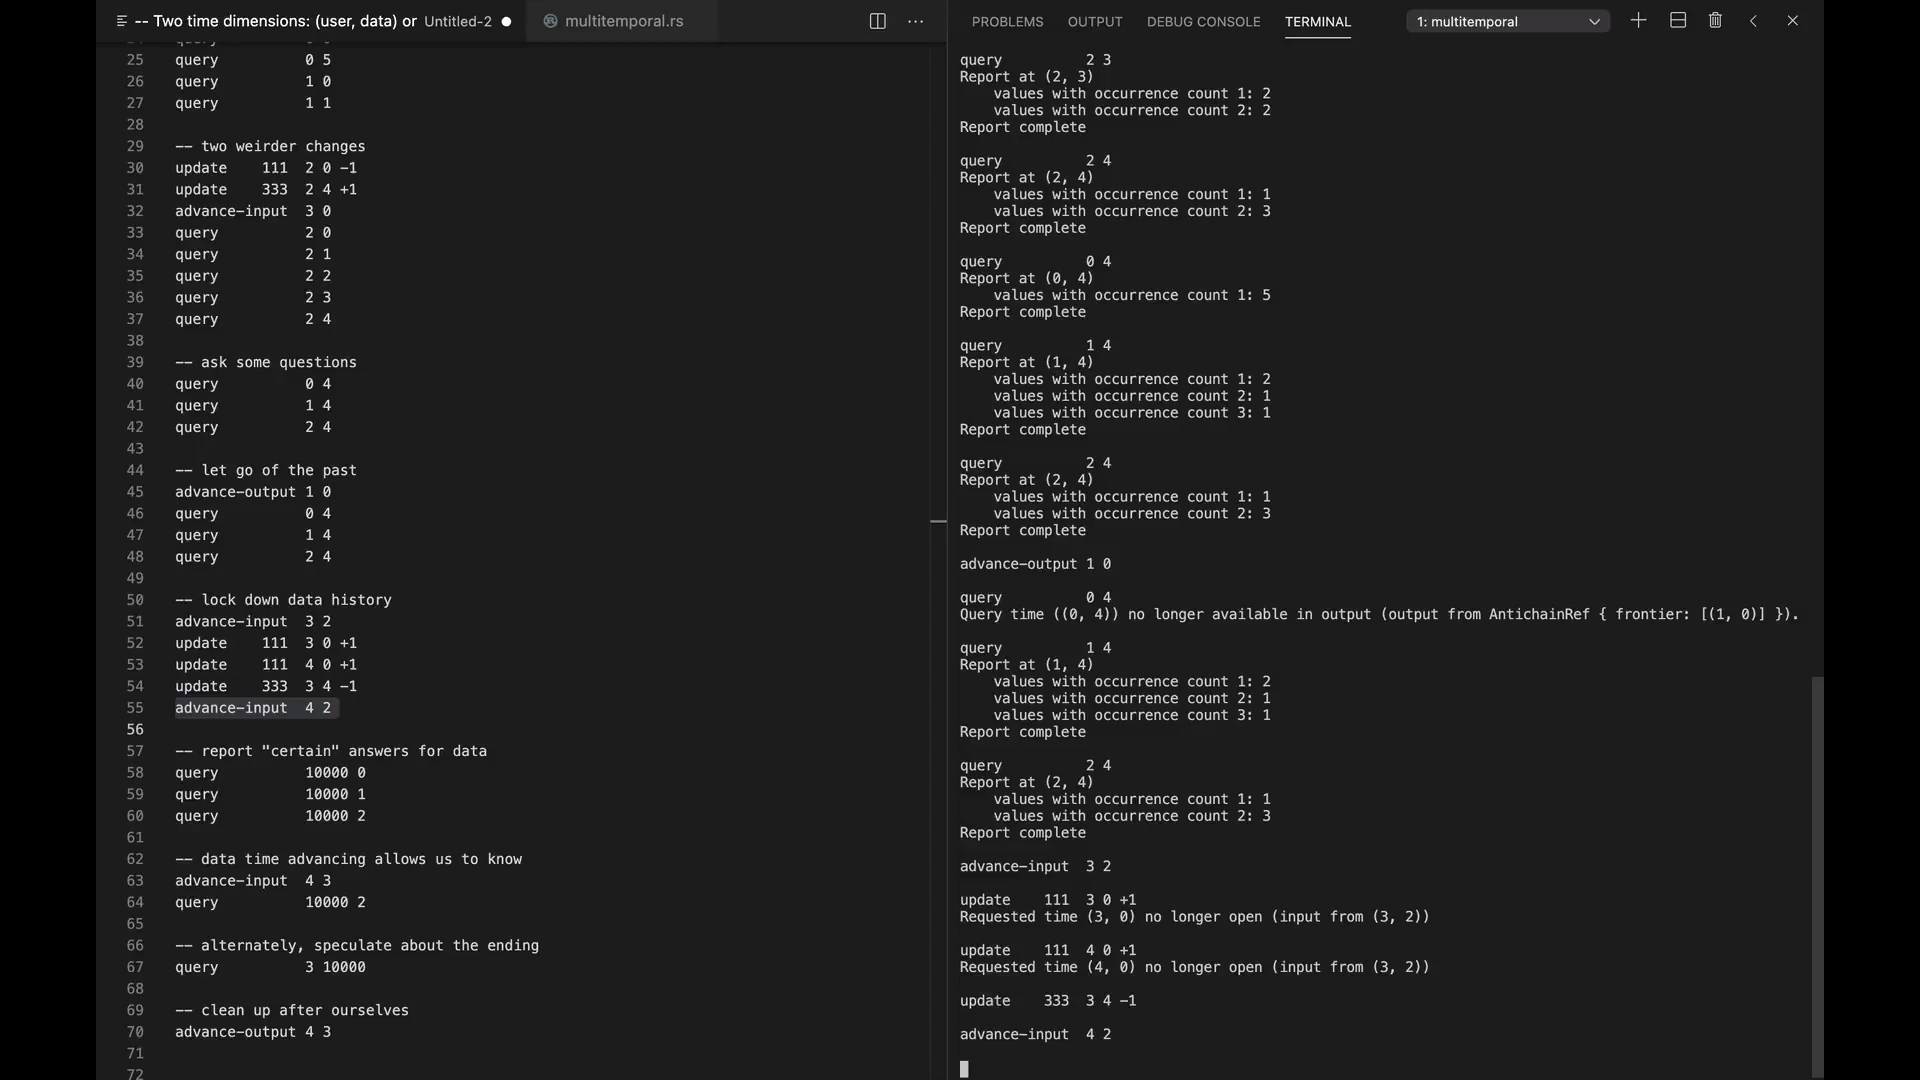 -- Two time dimensions: (user, data) or Untitled-2
multitemporal.rs
25 query 0 5
26 query 1 0
27 query 1 1
28
29 -- two weirder changes
30 update 111 2 0 -1
31 update 333 2 4 +1
32 advance-input 3 0
33 query 2 0
34 query 2 1
35 query 2 2
36 query 2 3
37 query 2 4
38
39 -- ask some questions
40 query 0 4
41 query 1 4
42 query 2 4
43
44 -- let go of the past
45 advance-output 1 0
46 query 0 4
47 query 1 4
48 query 2 4
49
50 -- lock down data history
51 advance-input 3 2
52 update 111 3 0 +1
53 update 111 4 0 +1
54 update 333 3 4 -1
55 advance-input 4 2
56
57 -- report "certain" answers for data
58 query 10000 0
59 query 10000 1
60 query 10000 2
61
62 -- data time advancing allows us to know
63 advance-input 4 3
64 query 10000 2
65
66 -- alternately, speculate about the ending
67 query 3 10000
68
69 -- clean up after ourselves
70 advance-output 4 3
71
72
PROBLEMS OUTPUT DEBUG CONSOLE TERMINAL 1: multitemporal
query 2 3
Report at (2, 3)
values with occurrence count 1: 2
values with occurrence count 2: 2
Report complete
query 2 4
Report at (2, 4)
values with occurrence count 1: 1
values with occurrence count 2: 3
Report complete
query 0 4
Report at (0, 4)
values with occurrence count 1: 5
Report complete
query 1 4
Report at (1, 4)
values with occurrence count 1: 2
values with occurrence count 2: 1
values with occurrence count 3: 1
Report complete
query 2 4
Report at (2, 4)
values with occurrence count 1: 1
values with occurrence count 2: 3
Report complete
advance-output 1 0
query 0 4
Query time ((0, 4)) no longer available in output (output from AntichainRef { frontier: [(1, 0)] }).
query 1 4
Report at (1, 4)
values with occurrence count 1: 2
values with occurrence count 2: 1
values with occurrence count 3: 1
Report complete
query 2 4
Report at (2, 4)
values with occurrence count 1: 1
values with occurrence count 2: 3
Report complete
advance-input 3 2
update 111 3 0 +1
Requested time (3, 0) no longer open (input from (3, 2))
update 111 4 0 +1
Requested time (4, 0) no longer open (input from (3, 2))
update 333 3 4 -1
advance-input 4 2